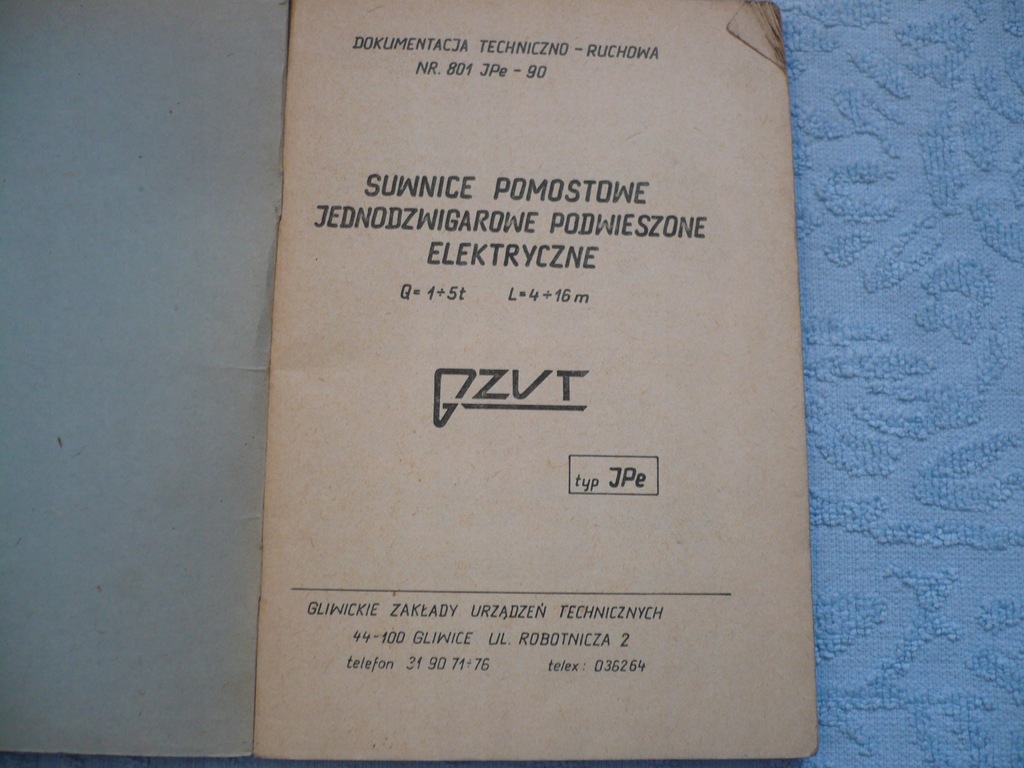 DOKUMENTACJA TECHNICZNO - RUCHOWA
NR. 801 JPe - 90
SUWNICE POMOSTOWE
JEDNODZWIGAROWE PODWIESZONE
ELEKTRYCZNE
Q= 1÷5t L=4÷16m
GZUT
typ JPe
GLIWICKIE ZAKŁADY URZĄDZEŃ TECHNICZNYCH
44-100 GLIWICE UL. ROBOTNICZA 2
telefon 31 90 71÷76 telex: 036264